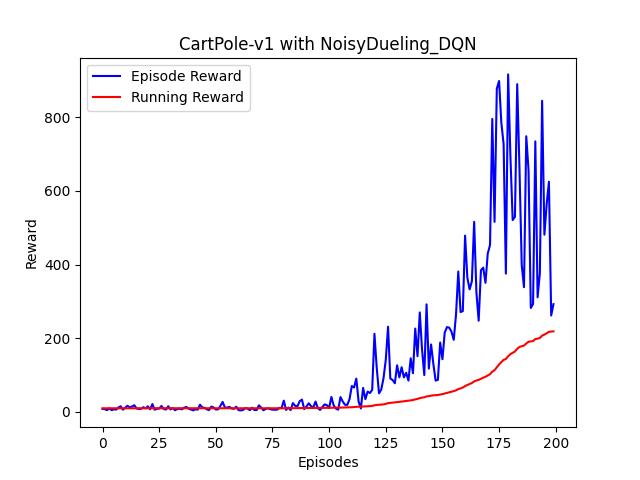 CartPole-v1 with NoisyDueling_DQN
Episode Reward
Running Reward
800
600
400
200
0
Reward
0 25 50 75 100 125 150 175 200
Episodes